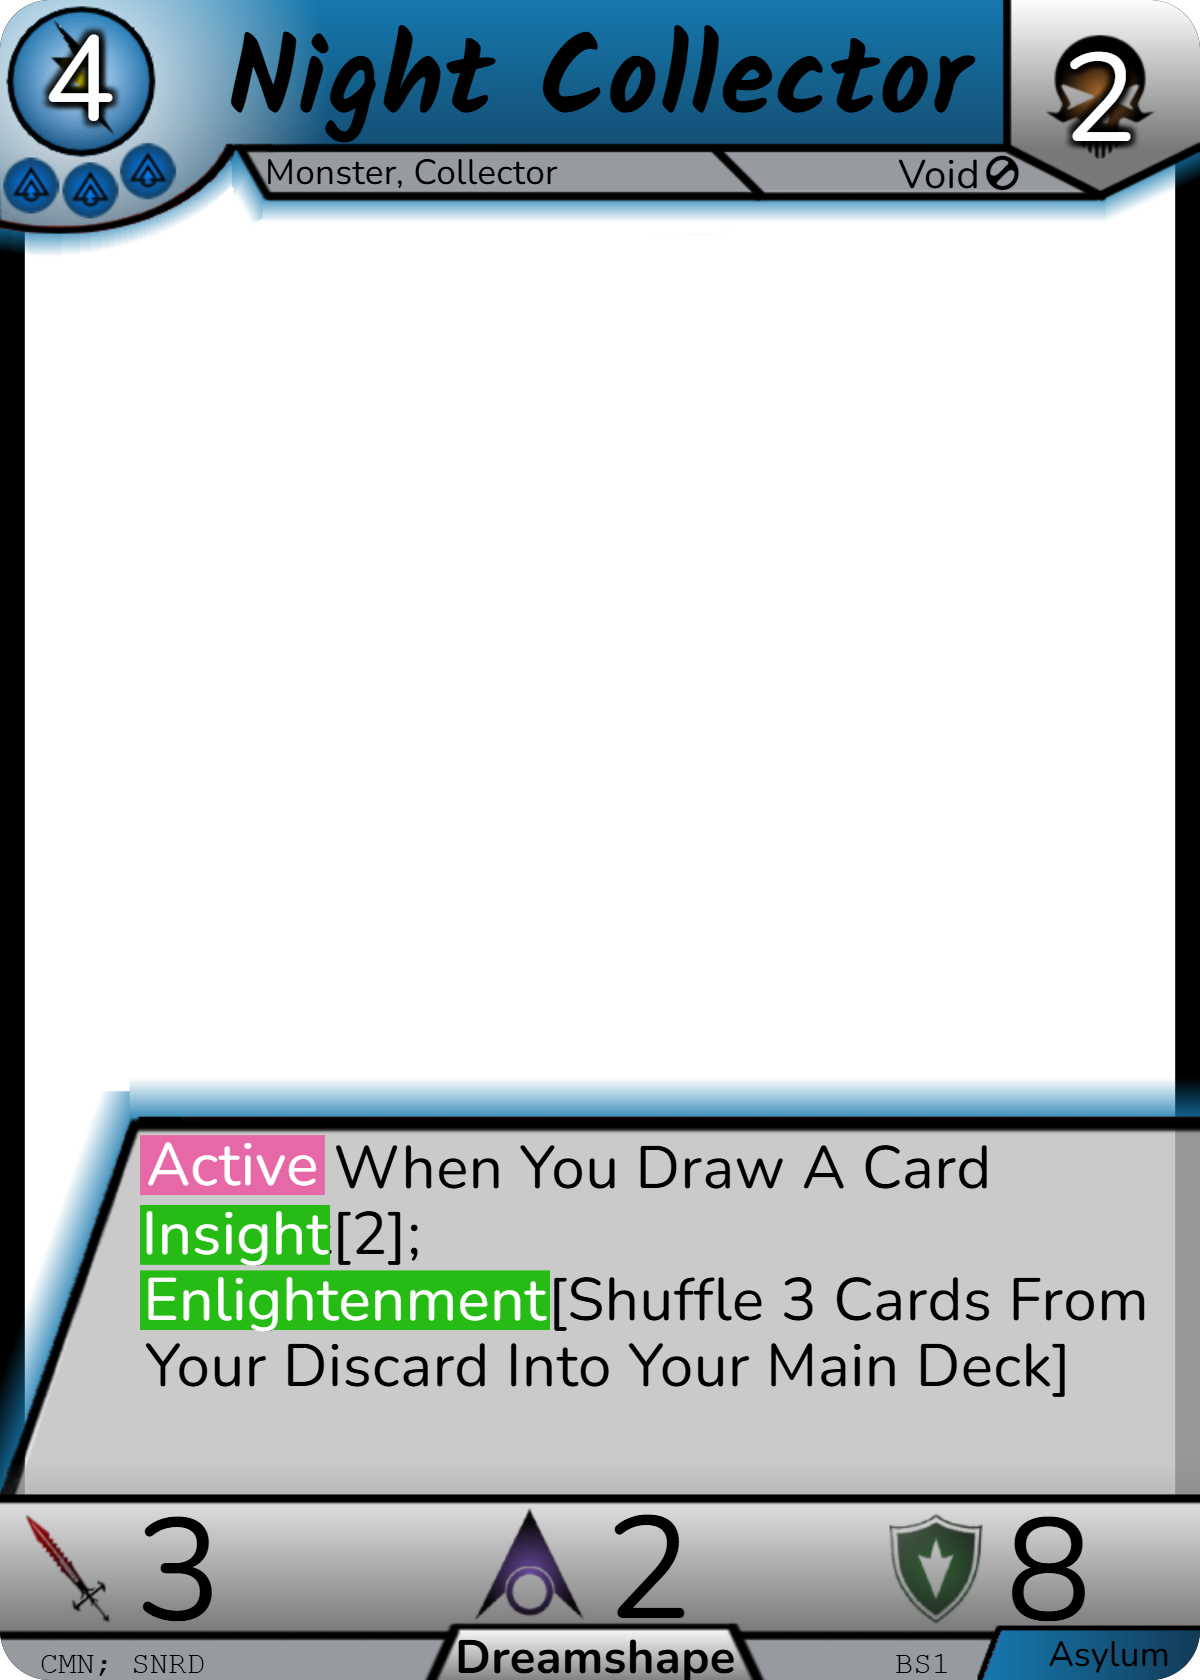 4
Night Collector
2
Monster, Collector
Void
Active When You Draw A Card
Insight[2];
Enlightenment[Shuffle 3 Cards From
Your Discard Into Your Main Deck]
3
2
8
CMN; SNRD
Dreamshape
BS1
Asylum